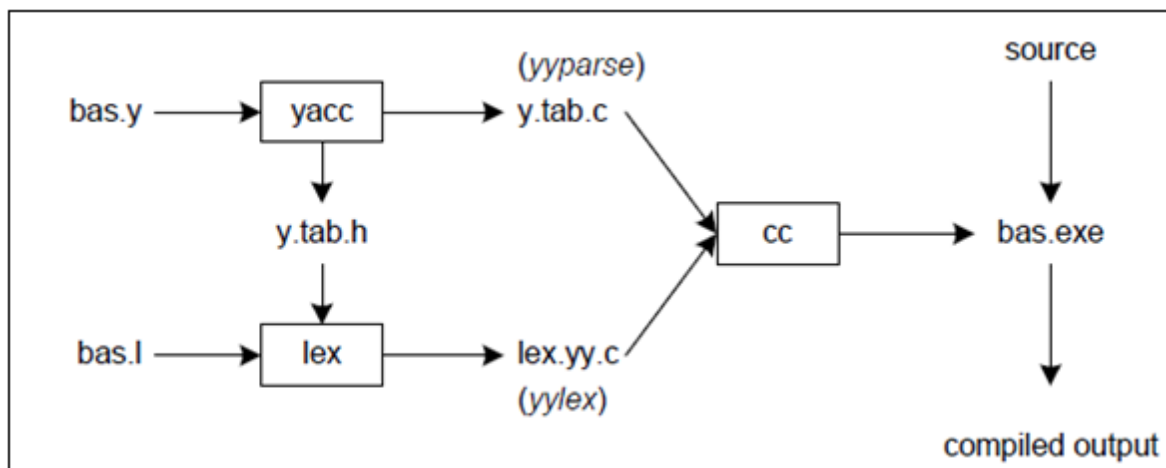 source
(yyparse)
bas.y
yacc
y.tab.c
y.tab.h
cc
bas.exe
bas.l
lex
lex.yy.c
(yylex)
compiled output